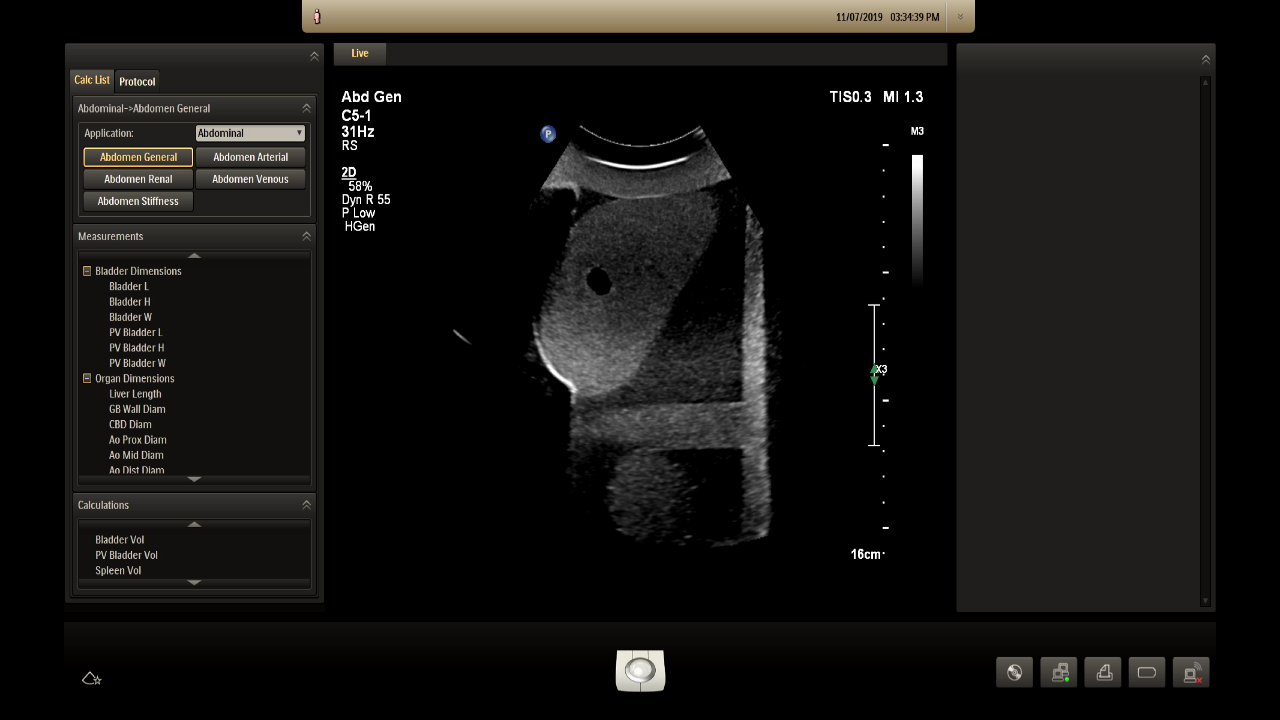 11/07/2019 03:34:39 PM
Calc List Protocol
Abdominal->Abdomen General
Application: Abdominal
Abdomen General Abdomen Arterial
Abdomen Renal Abdomen Venous
Abdomen Stiffness
Measurements
Bladder Dimensions
Bladder L
Bladder H
Bladder W
PV Bladder L
PV Bladder H
PV Bladder W
Organ Dimensions
Liver Length
GB Wall Diam
CBD Diam
Ao Prox Diam
Ao Mid Diam
Ao Dist Diam
Calculations
Bladder Vol
PV Bladder Vol
Spleen Vol
Live
Abd Gen
C5-1
31Hz
RS
2D
58%
Dyn R 55
P Low
HGen
P
TIS0.3 MI 1.3
M3
X3
16cm